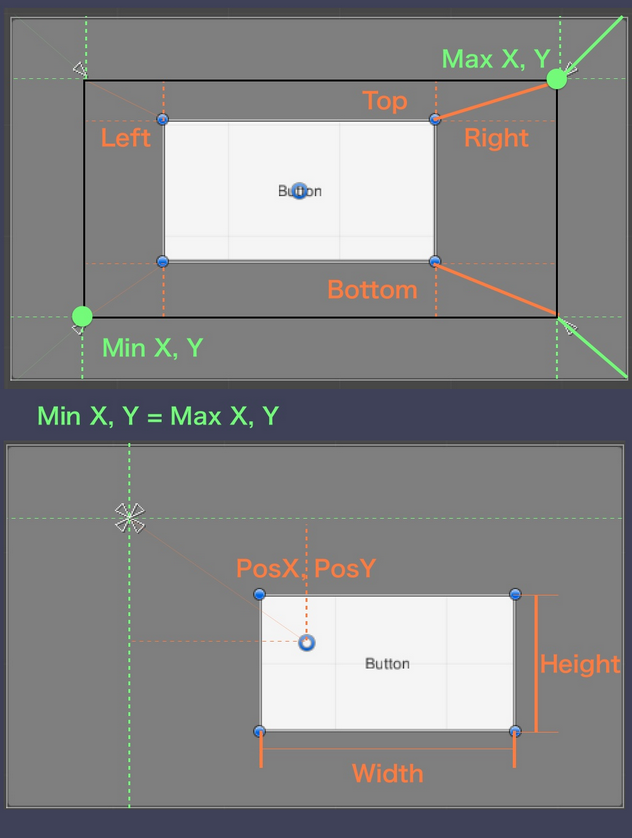 Max X, Y
Top
Left
Right
Button
Bottom
Min X, Y
Min X, Y = Max X, Y
PosX, PosY
Button
Height
Width